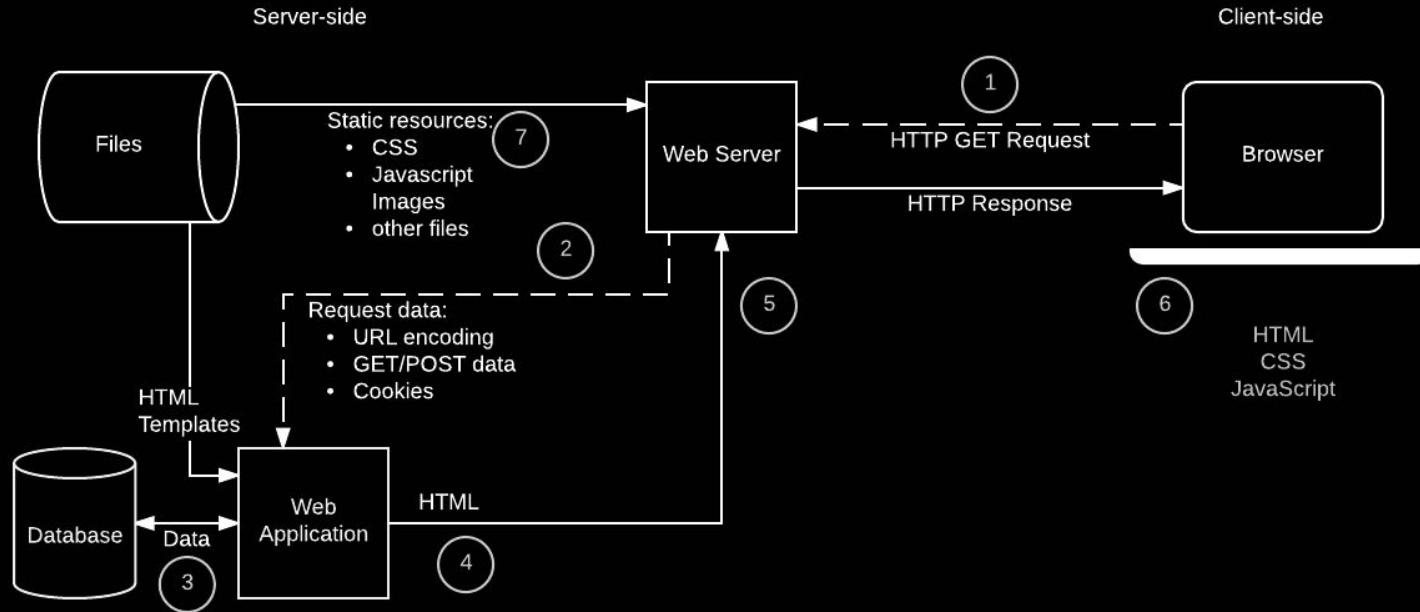 Server-side
Client-side
Files
Static resources:
• CSS
• Javascript
Images
• other files
7
Web Server
1
HTTP GET Request
HTTP Response
Browser
2
Request data:
• URL encoding
• GET/POST data
• Cookies
5
6
HTML
CSS
JavaScript
HTML
Templates
Database
Data
3
Web
Application
HTML
4